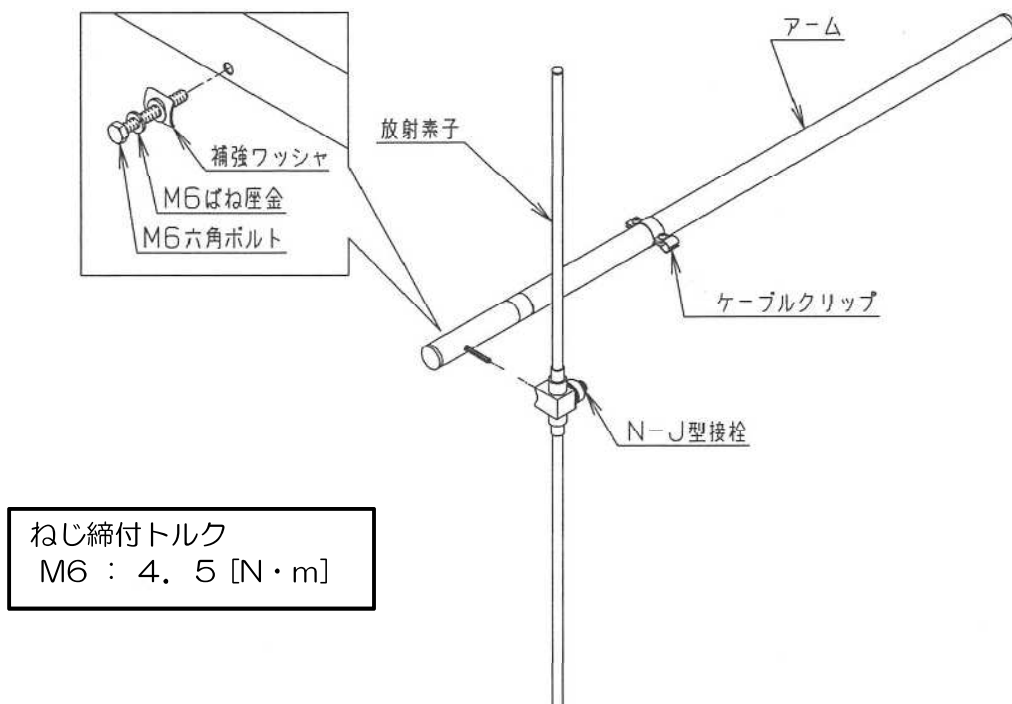 アーム
放射素子
補強ワッシャ
M6ばね座金
M6六角ボルト
ケーブルクリップ
N－J型接栓
ねじ締付トルク
M6 : 4. 5 [N・m]